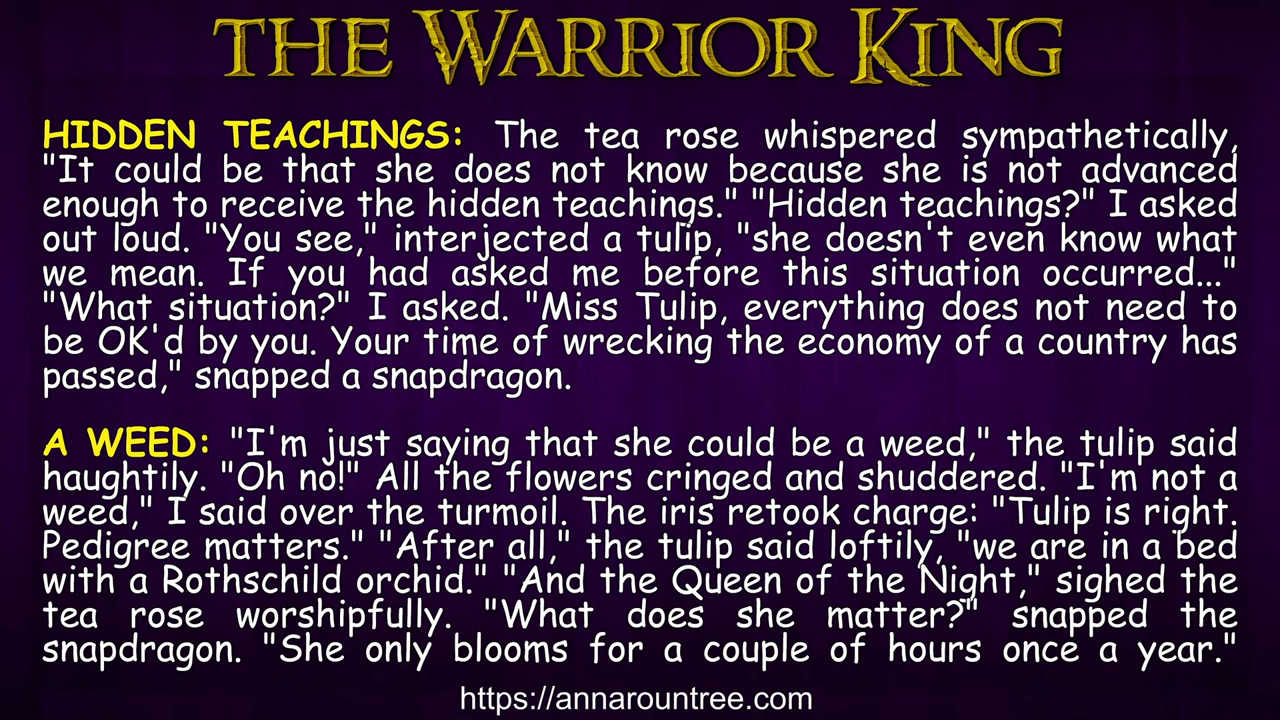 THE WARRIOR KING
HIDDEN TEACHINGS: The tea rose whispered sympathetically,
"It could be that she does not know because she is not advanced
enough to receive the hidden teachings." "Hidden teachings?" I asked
out loud. "You see," interjected a tulip, "she doesn't even know what
we mean. If you had asked me before this situation occurred..."
"What situation?" I asked. "Miss Tulip, everything does not need to
be OK'd by you. Your time of wrecking the economy of a country has
passed," snapped a snapdragon.
A WEED: "I'm just saying that she could be a weed," the tulip said
haughtily. "Oh no!" All the flowers cringed and shuddered. "I'm not a
weed," I said over the turmoil. The iris retook charge: "Tulip is right.
Pedigree matters." "After all," the tulip said loftily, "we are in a bed
with a Rothschild orchid." "And the Queen of the Night," sighed the
tea rose worshipfully. "What does she matter?" snapped the
snapdragon. "She only blooms for a couple of hours once a year."
https://annarountree.com